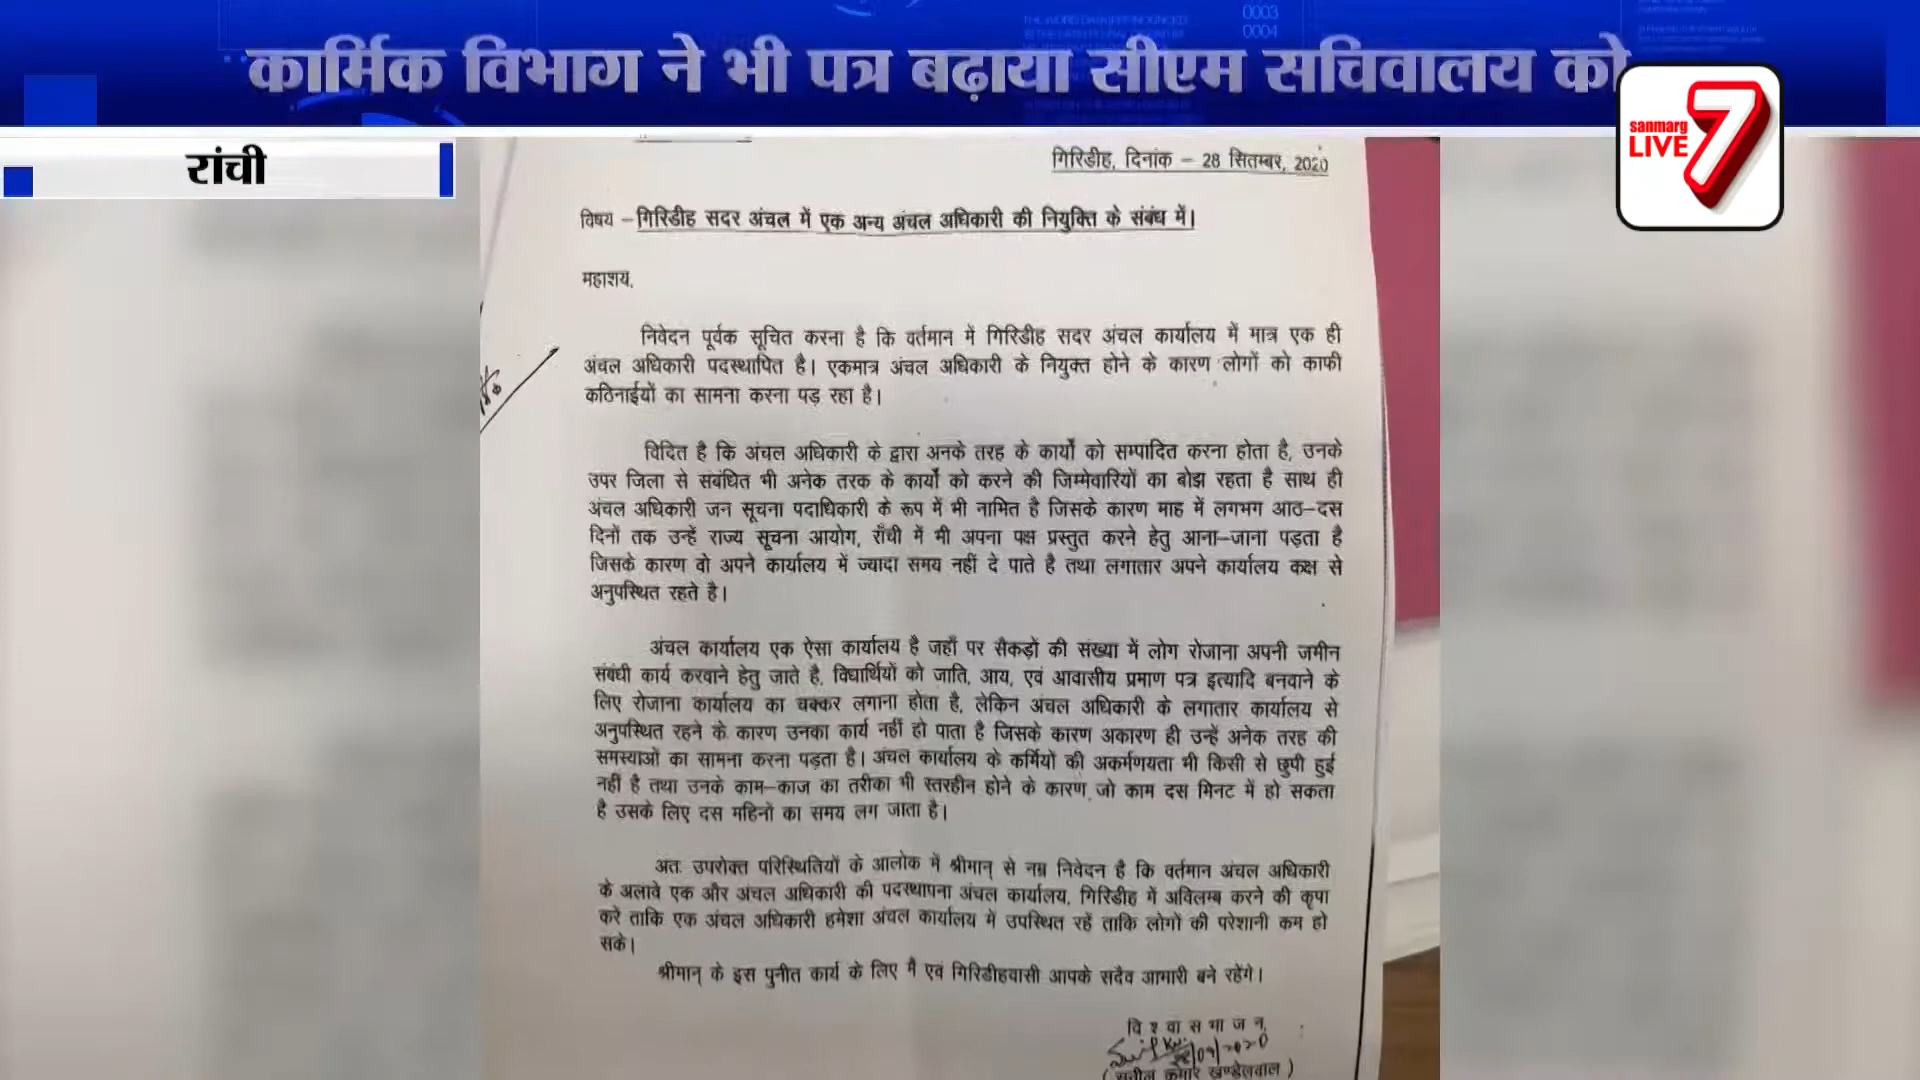 कार्मिक विभाग ने भी पत्र बढ़ाया सीएम सचिवालय को
0003
0004
sanmarg
LIVE 7
रांची
गिरिडीह, दिनांक – 28 सितम्बर, 2020
विषय – गिरिडीह सदर अंचल में एक अन्य अंचल अधिकारी की नियुक्ति के संबंध में।
महाशय,
निवेदन पूर्वक सूचित करना है कि वर्तमान में गिरिडीह सदर अंचल कार्यालय में मात्र एक ही
अंचल अधिकारी पदस्थापित है। एकमात्र अंचल अधिकारी के नियुक्त होने के कारण लोगों को काफी
कठिनाईयों का सामना करना पड़ रहा है।
विदित है कि अंचल अधिकारी के द्वारा अनके तरह के कार्यों को सम्पादित करना होता है, उनके
उपर जिला से संबंधित भी अनेक तरक के कार्यों को करने की जिम्मेवारियों का बोझ रहता है साथ ही
अंचल अधिकारी जन सूचना पदाधिकारी के रूप में भी नामित है जिसके कारण माह में लगभग आठ–दस
दिनों तक उन्हें राज्य सूचना आयोग, राँची में भी अपना पक्ष प्रस्तुत करने हेतु आना–जाना पड़ता है
जिसके कारण वो अपने कार्यालय में ज्यादा समय नहीं दे पाते है तथा लगातार अपने कार्यालय कक्ष से
अनुपस्थित रहते है।
अंचल कार्यालय एक ऐसा कार्यालय है जहाँ पर सैकड़ों की संख्या में लोग रोजाना अपनी जमीन
संबंधी कार्य करवाने हेतु जाते है, विद्यार्थियों को जाति, आय, एवं आवासीय प्रमाण पत्र इत्यादि बनवाने के
लिए रोजाना कार्यालय का चक्कर लगाना होता है, लेकिन अंचल अधिकारी के लगातार कार्यालय से
अनुपस्थित रहने के कारण उनका कार्य नहीं हो पाता है जिसके कारण अकारण ही उन्हें अनेक तरह की
समस्याओं का सामना करना पड़ता है। अंचल कार्यालय के कर्मियों की अकर्मणयता भी किसी से छुपी हुई
नहीं है तथा उनके काम–काज का तरीका भी स्तरहीन होने के कारण जो काम दस मिनट में हो सकता
है उसके लिए दस महिनों का समय लग जाता है।
अतः उपरोक्त परिस्थितियों के आलोक में श्रीमान् से नम्र निवेदन है कि वर्तमान अंचल अधिकारी
के अलावे एक और अंचल अधिकारी की पदस्थापना अंचल कार्यालय, गिरिडीह में अविलम्ब करने की कृपा
करें ताकि एक अंचल अधिकारी हमेशा अंचल कार्यालय में उपस्थित रहें ताकि लोगों की परेशानी कम हो
सके।
श्रीमान् के इस पुनीत कार्य के लिए मैं एवं गिरिडीहवासी आपके सदैव आभारी बने रहेंगे।
विश्वासभाजन,
28/09/2020
( सुनील कुमार खण्डेलवाल )